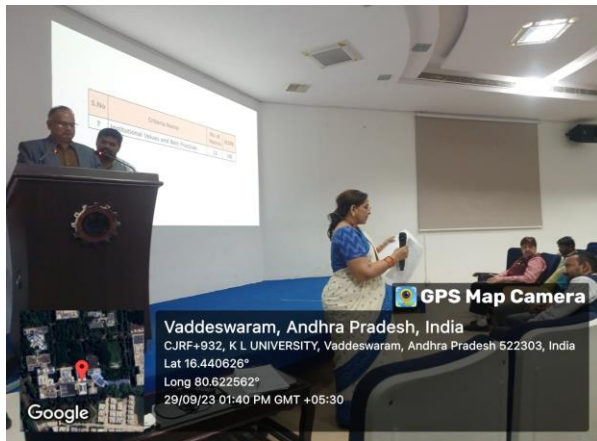 S.No
Criteria Name
Institutional Values and Best Practices
GPS Map Camera
Vaddeswaram, Andhra Pradesh, India
CJRF+932, K L UNIVERSITY, Vaddeswaram, Andhra Pradesh 522303, India
Lat 16.440626°
Long 80.622562°
29/09/23 01:40 PM GMT +05:30
Google